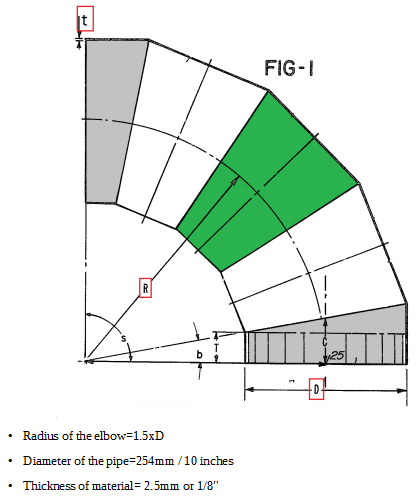 t
FIG-1
R
S
b
T
C
25
D
• Radius of the elbow=1.5xD
• Diameter of the pipe=254mm / 10 inches
• Thickness of material= 2.5mm or 1/8"